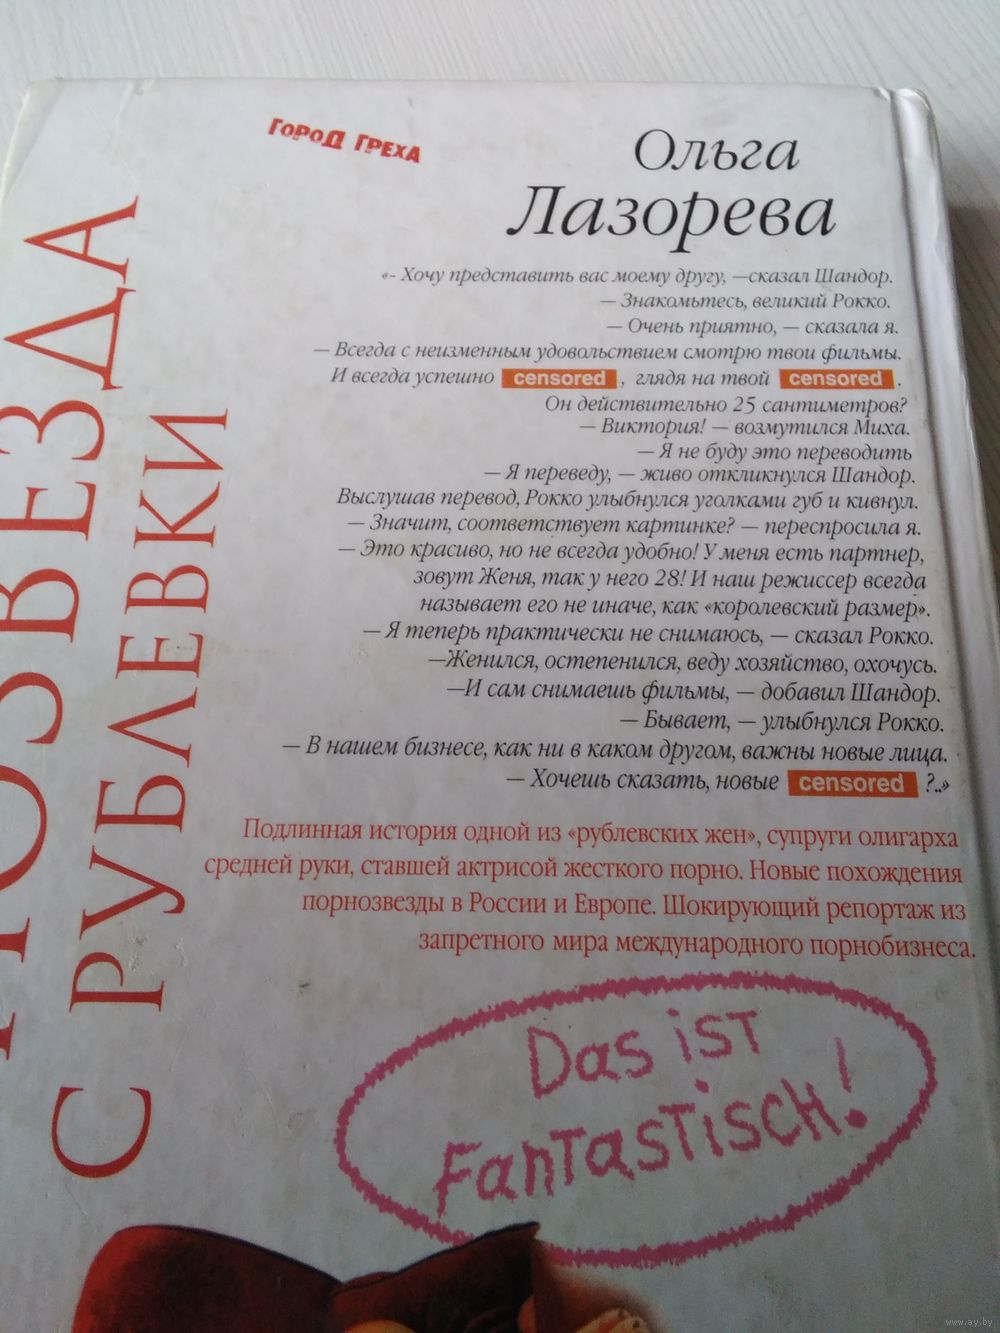 ГОРОД ГРЕХА
Ольга
Лазорева
«- Хочу представить вас моему другу, —сказал Шандор.
— Знакомьтесь, великий Рокко.
— Очень приятно, — сказала я.
— Всегда с неизменным удовольствием смотрю твои фильмы.
И всегда успешно censored , глядя на твой censored .
Он действительно 25 сантиметров?
— Виктория! — возмутился Миха.
— Я не буду это переводить
— Я переведу, — живо откликнулся Шандор.
Выслушав перевод, Рокко улыбнулся уголками губ и кивнул.
— Значит, соответствует картинке? — переспросила я.
— Это красиво, но не всегда удобно! У меня есть партнер,
зовут Женя, так у него 28! И наш режиссер всегда
называет его не иначе, как «королевский размер».
— Я теперь практически не снимаюсь, — сказал Рокко.
—Женился, остепенился, веду хозяйство, охочусь.
—И сам снимаешь фильмы, — добавил Шандор.
— Бывает, — улыбнулся Рокко.
— В нашем бизнесе, как ни в каком другом, важны новые лица.
— Хочешь сказать, новые censored ?..»
Подлинная история одной из «рублевских жен», супруги олигарха
средней руки, ставшей актрисой жесткого порно. Новые похождения
порнозвезды в России и Европе. Шокирующий репортаж из
запретного мира международного порнобизнеса.
ОЗВЕЗДА
С РУБЛЕВКИ
Das ist
Fantastisch!
www.ay.by